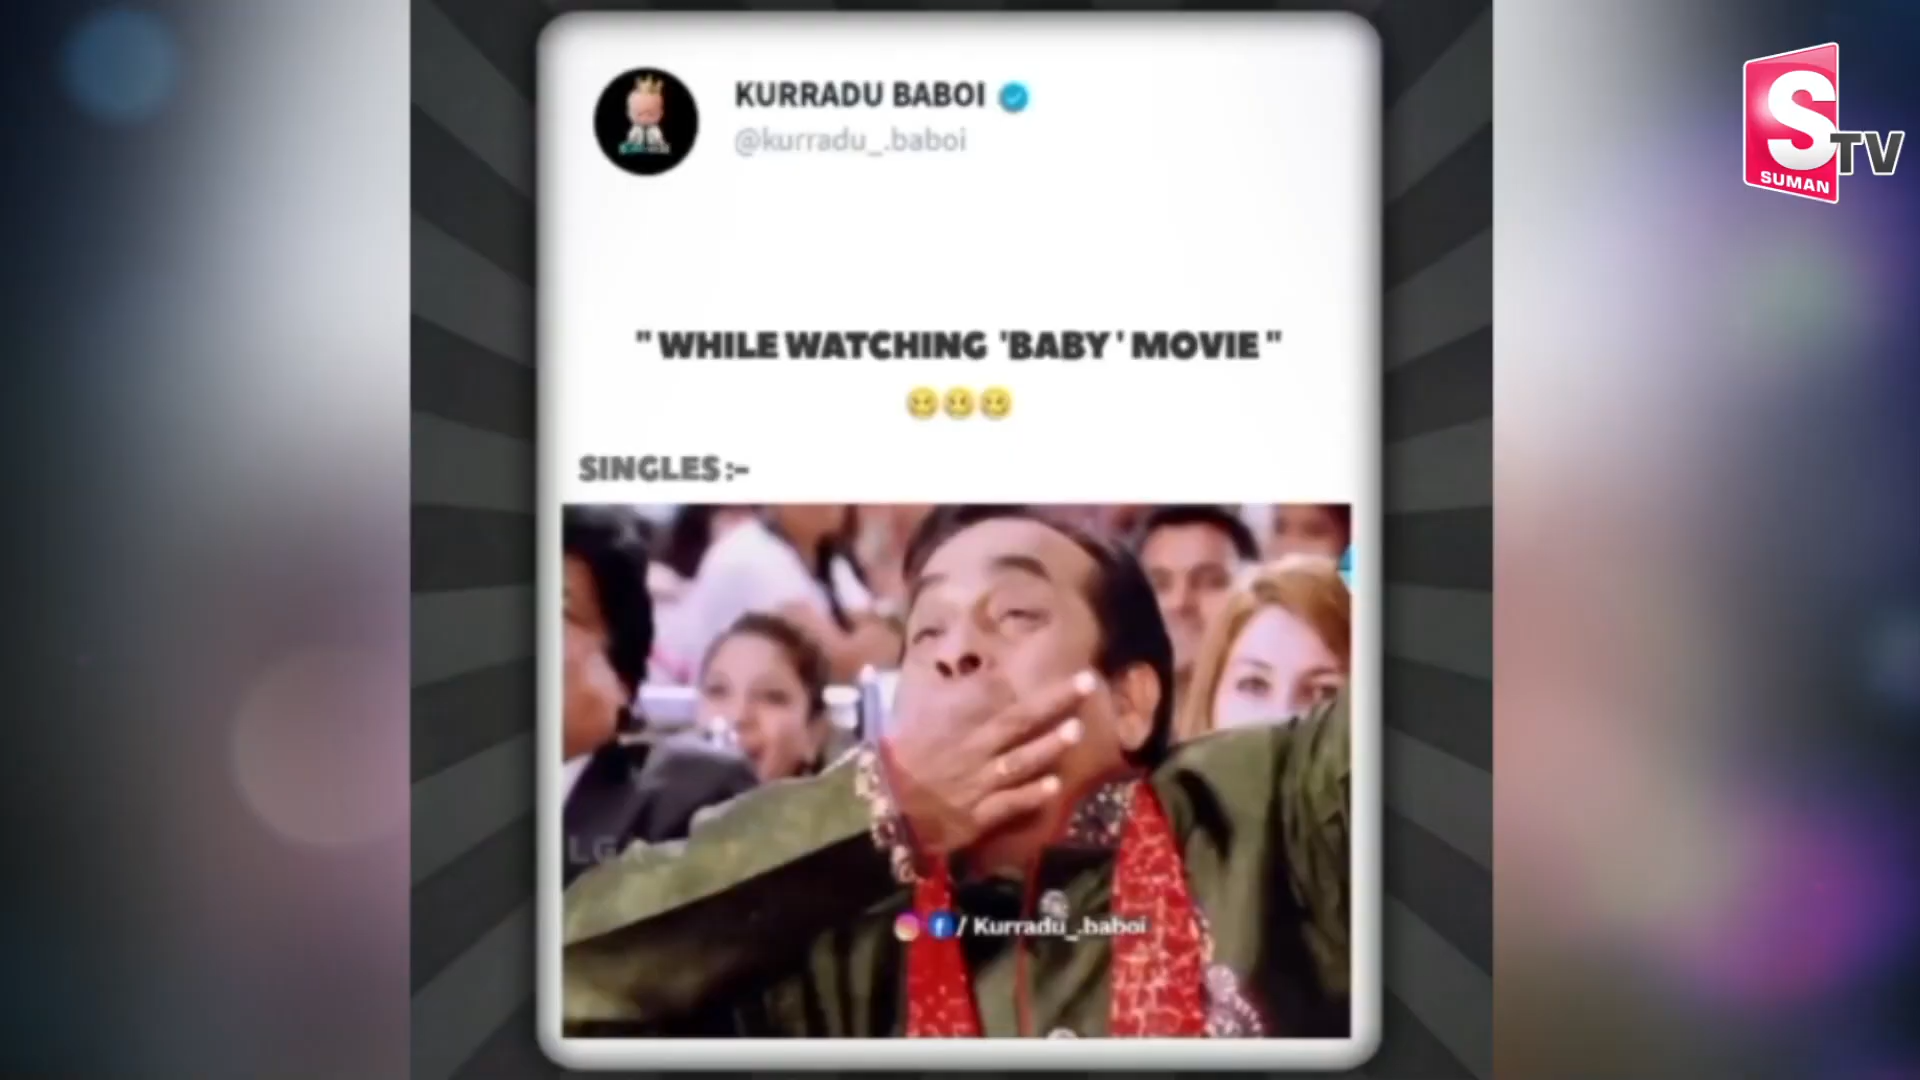 KURRADU BABOI
@kurradu_.baboi
S TV
SUMAN
" WHILE WATCHING 'BABY' MOVIE "
SINGLES :-
/ Kurradu_.baboi